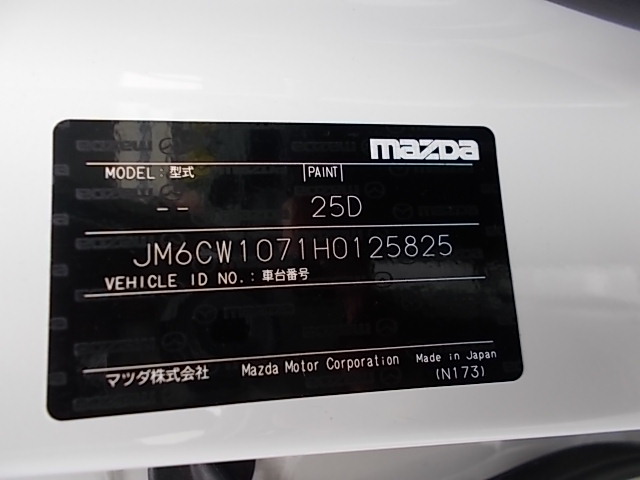 mazda
MODEL:型式 |PAINT|
-- 25D
JM6CW1071H0125825
VEHICLE ID NO.:車台番号
マツダ株式会社 Mazda Motor Corporation Made in Japan
(N173)